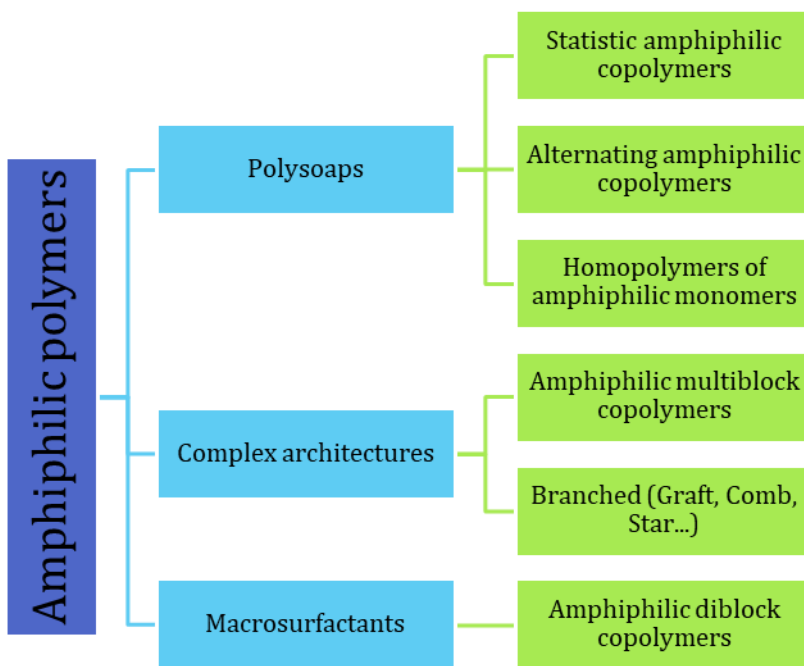 Amphiphilic polymers
Polysoaps
Statistic amphiphilic
copolymers
Alternating amphiphilic
copolymers
Homopolymers of
amphiphilic monomers
Complex architectures
Amphiphilic multiblock
copolymers
Branched (Graft, Comb,
Star...)
Macrosurfactants
Amphiphilic diblock
copolymers